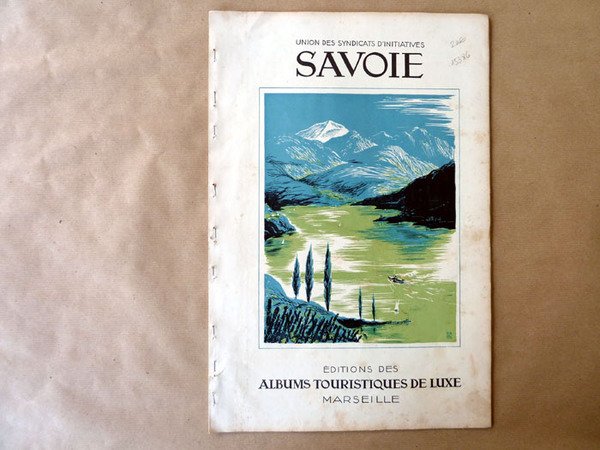 UNION DES SYNDICATS D'INITIATIVES
SAVOIE
EDITIONS DES
ALBUMS TOURISTIQUES DE LUXE
MARSEILLE